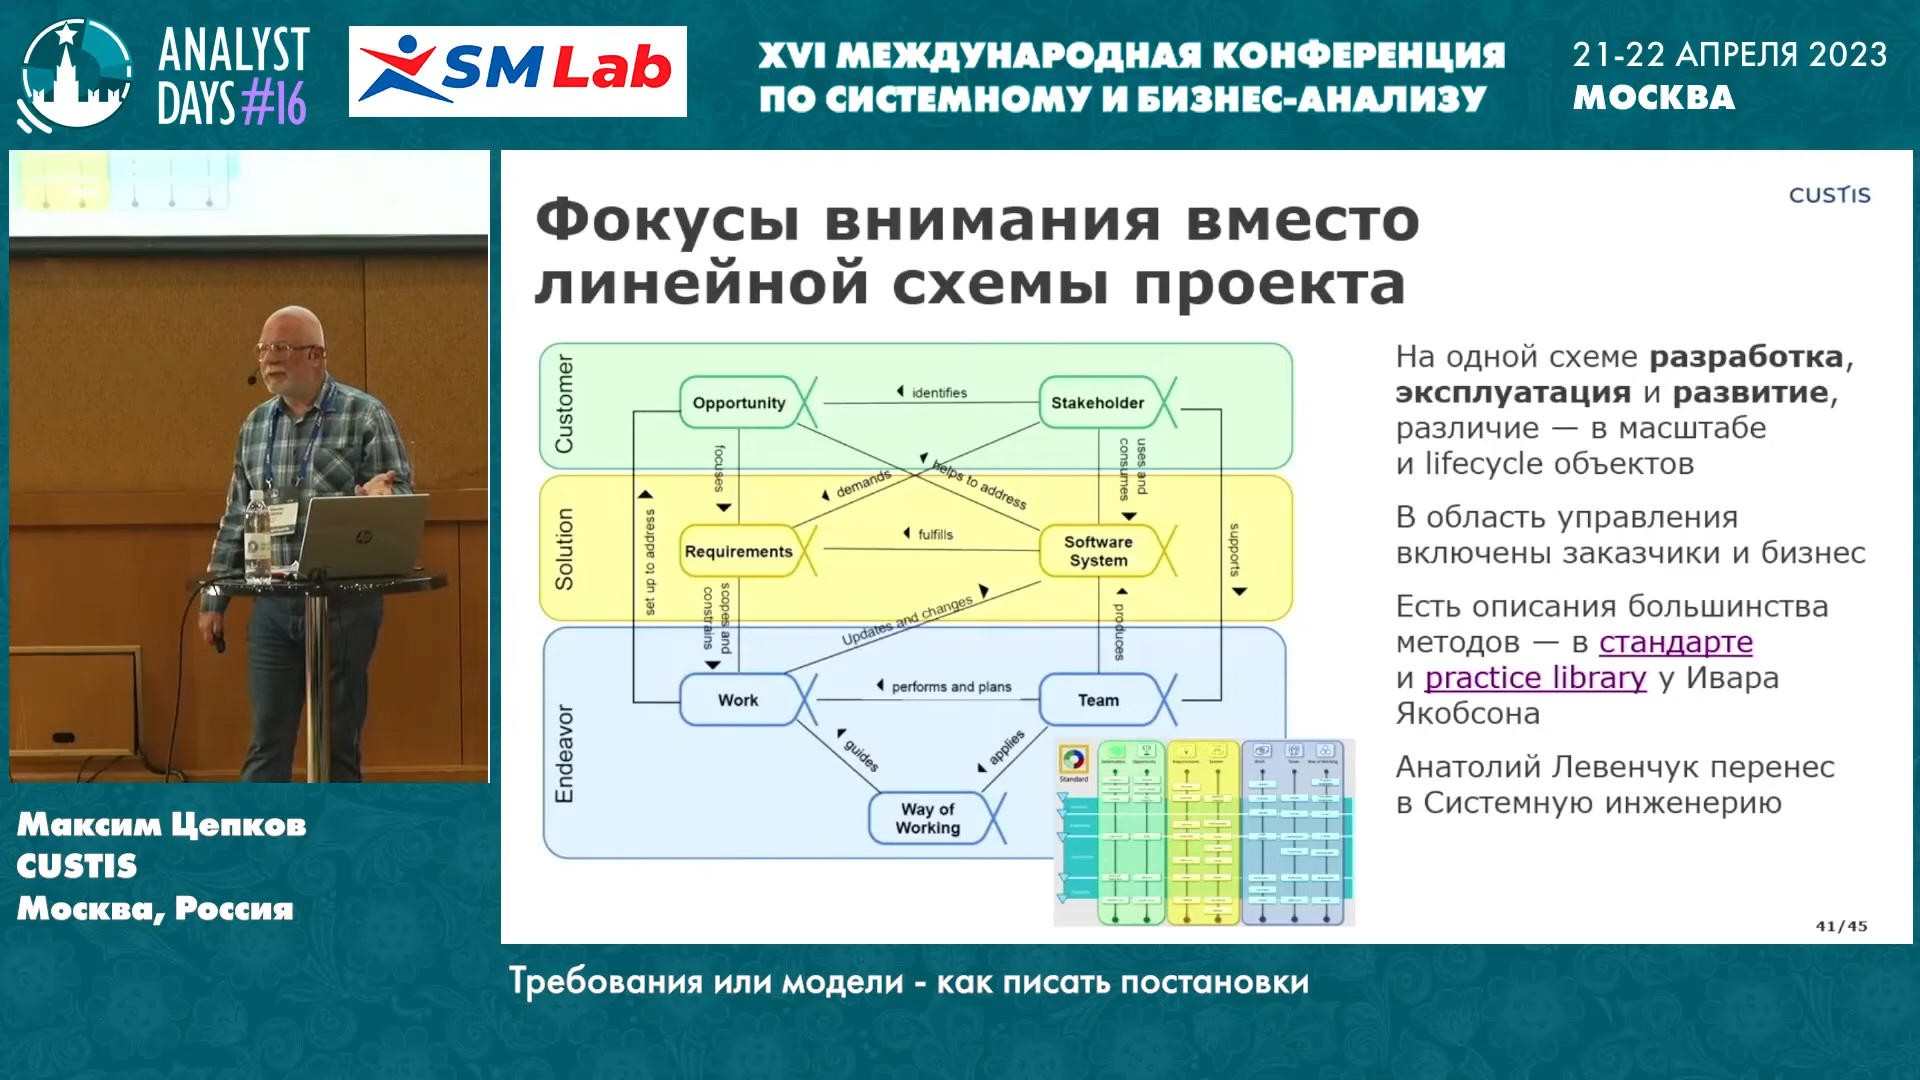 ANALYST
DAYS #16
SM Lab
XVI МЕЖДУНАРОДНАЯ КОНФЕРЕНЦИЯ
ПО СИСТЕМНОМУ И БИЗНЕС-АНАЛИЗУ
21-22 АПРЕЛЯ 2023
МОСКВА
CUSTIS
Фокусы внимания вместо
линейной схемы проекта
Customer
Opportunity
identifies
Stakeholder
focuses
demands
helps to address
uses and
consumes
Solution
set up to address
Requirements
fulfills
Software
System
supports
scopes and
constrains
Updates and changes
produces
Endeavor
Work
performs and plans
Team
guides
applies
Way of
Working
Standard
На одной схеме разработка,
эксплуатация и развитие,
различие — в масштабе
и lifecycle объектов
В область управления
включены заказчики и бизнес
Есть описания большинства
методов — в стандарте
и practice library у Ивара
Якобсона
Анатолий Левенчук перенес
в Системную инженерию
41/45
hp
Максим Цепков
CUSTIS
Москва, Россия
Требования или модели - как писать постановки